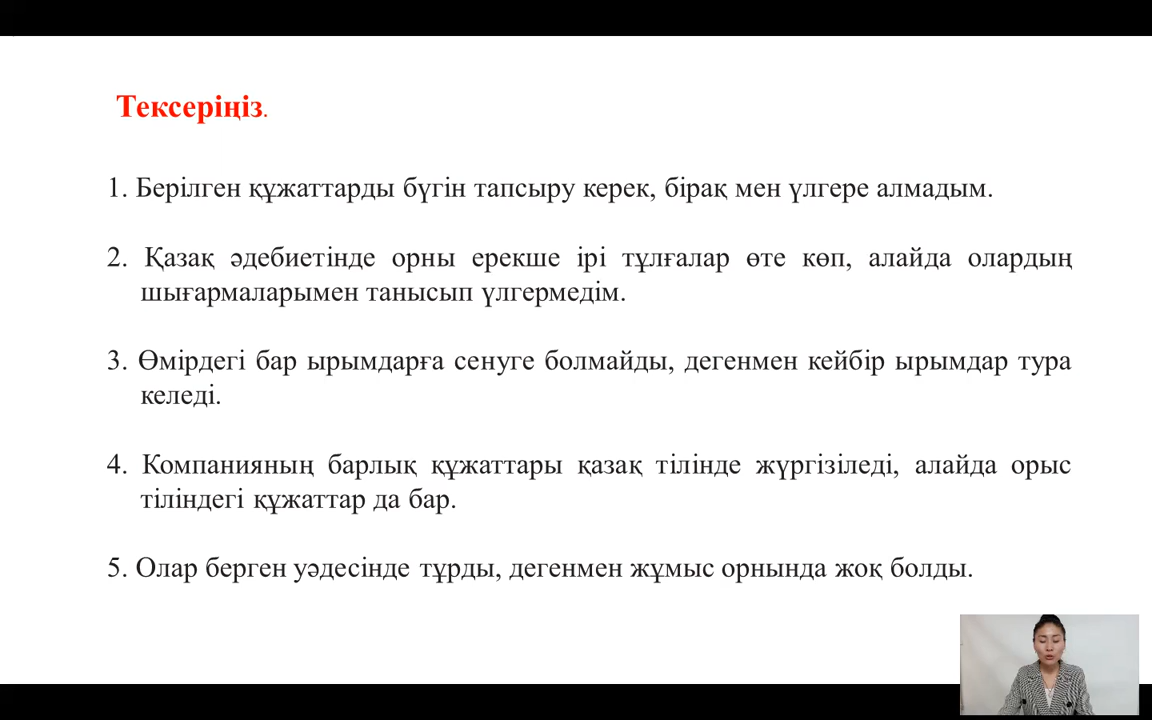 Тексеріңіз.
1. Берілген құжаттарды бүгін тапсыру керек, бірақ мен үлгере алмадым.
2. Қазақ әдебиетінде орны ерекше ірі тұлғалар өте көп, алайда олардың
шығармаларымен танысып үлгермедім.
3. Өмірдегі бар ырымдарға сенуге болмайды, дегенмен кейбір ырымдар тура
келеді.
4. Компанияның барлық құжаттары қазақ тілінде жүргізіледі, алайда орыс
тіліндегі құжаттар да бар.
5. Олар берген уәдесінде тұрды, дегенмен жұмыс орнында жоқ болды.